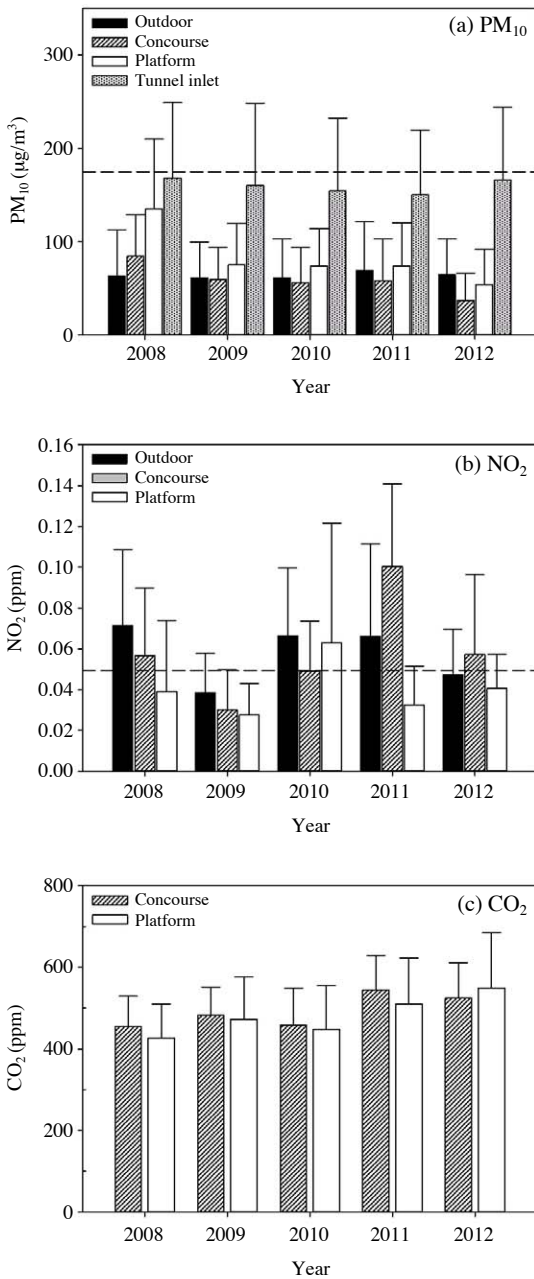 (a) PM₁₀
Outdoor
Concourse
Platform
Tunnel inlet
300
200
100
0
PM₁₀ (µg/m³)
2008 2009 2010 2011 2012
Year
(b) NO₂
Outdoor
Concourse
Platform
0.16
0.14
0.12
0.10
0.08
0.06
0.04
0.02
0.00
NO₂ (ppm)
2008 2009 2010 2011 2012
Year
(c) CO₂
Concourse
Platform
800
600
400
200
0
CO₂ (ppm)
2008 2009 2010 2011 2012
Year